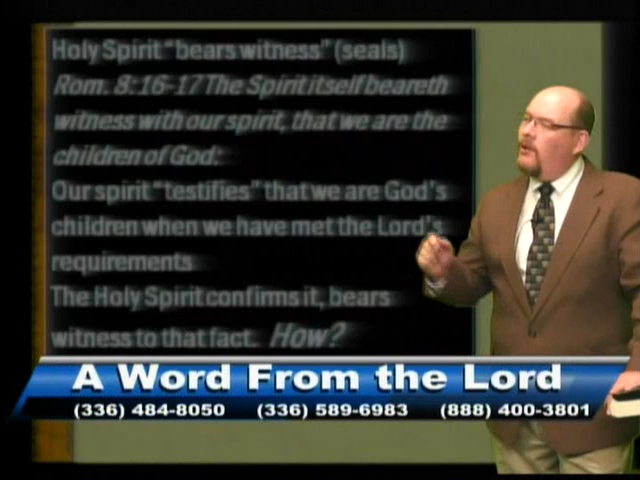 Holy Spirit "bears witness" (seals)
Rom. 8:16-17 The Spirit itself beareth
witness with our spirit, that we are the
children of God:
Our spirit "testifies" that we are God's
children when we have met the Lord's
requirements
The Holy Spirit confirms it, bears
witness to that fact. How?
A Word From the Lord
(336) 484-8050 (336) 589-6983 (888) 400-3801